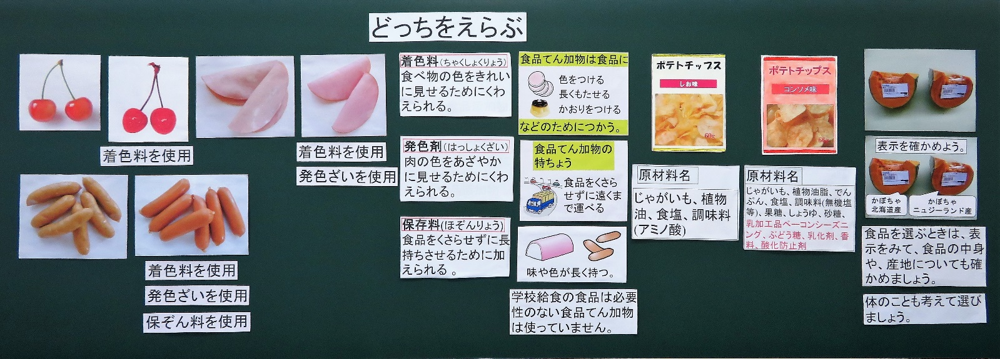 どっちをえらぶ
着色料を使用
着色料を使用
発色ざいを使用
着色料を使用
発色ざいを使用
保ぞん料を使用
着色料(ちゃくしょくりょう)
食べ物の色をきれい
に見せるためにくわ
えられる。
発色剤(はっしょくざい)
肉の色をあざやか
に見せるためにくわ
えられる。
保存料(ほぞんりょう)
食品をくさらせずに長
持ちさせるために加
えられる 。
食品てん加物は食品に
色をつける
長くもたせる
かおりをつける
などのためにつかう。
食品てん加物の
特ちょう
食品をくさら
せずに遠くま
で運べる
味や色が長く持つ。
学校給食の食品は必要
性のない食品てん加物
は使っていません。
ポテトチップス
しお味
60g
原材料名
じゃがいも、植物
油、食塩、調味料
(アミノ酸)
ポテトチップス
コンソメ味
66g
原材料名
じゃがいも、植物油脂、でん
ぷん、食塩、調味料(無機塩
等)、果糖、しょうゆ、砂糖、
乳加工品ベーコンシーズニ
ング、ぶどう糖、乳化剤、香
料、酸化防止剤
表示を確かめよう。
かぼちゃ
北海道産
かぼちゃ
ニュージーランド産
食品を選ぶときは、表
示をみて、食品の中身
や、産地についても確
かめましょう。
体のことも考えて選び
ましょう。